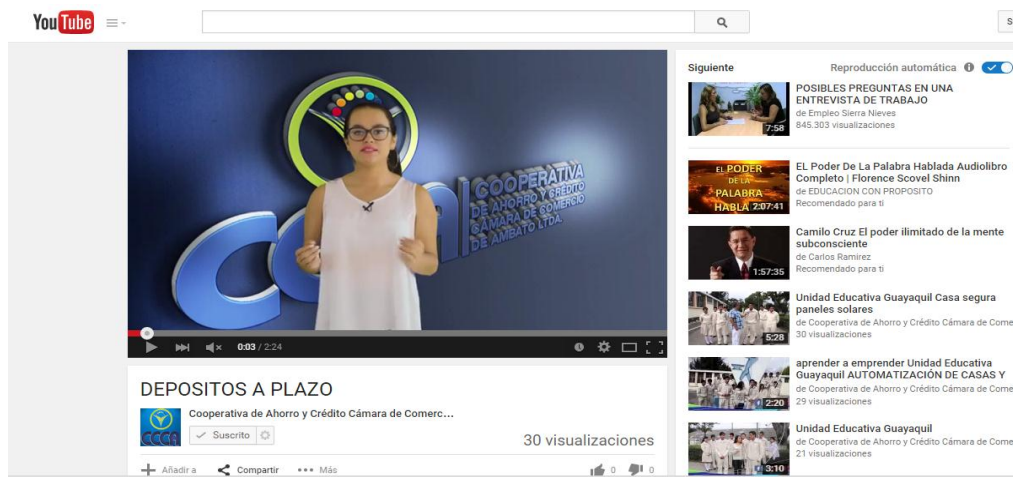 YouTube
COOPERATIVA
DE AHORRO Y CRÉDITO
CÁMARA DE COMERCIO
DE AMBATO LTDA.
0:03 / 2:24
DEPOSITOS A PLAZO
Cooperativa de Ahorro y Crédito Cámara de Comerc...
Suscrito
30 visualizaciones
Añadir a
Compartir
Más
0
0
Siguiente
Reproducción automática
7:58
POSIBLES PREGUNTAS EN UNA
ENTREVISTA DE TRABAJO
de Empleo Sierra Nieves
845.303 visualizaciones
EL PODER
DE LA
PALABRA
HABLA
2:07:41
EL Poder De La Palabra Hablada Audiolibro
Completo | Florence Scovel Shinn
de EDUCACION CON PROPOSITO
Recomendado para ti
1:57:35
Camilo Cruz El poder ilimitado de la mente
subconsciente
de Carlos Ramirez
Recomendado para ti
5:28
Unidad Educativa Guayaquil Casa segura
paneles solares
de Cooperativa de Ahorro y Crédito Cámara de Come
30 visualizaciones
2:20
aprender a emprender Unidad Educativa
Guayaquil AUTOMATIZACIÓN DE CASAS Y
de Cooperativa de Ahorro y Crédito Cámara de Come
29 visualizaciones
3:10
Unidad Educativa Guayaquil
de Cooperativa de Ahorro y Crédito Cámara de Come
21 visualizaciones